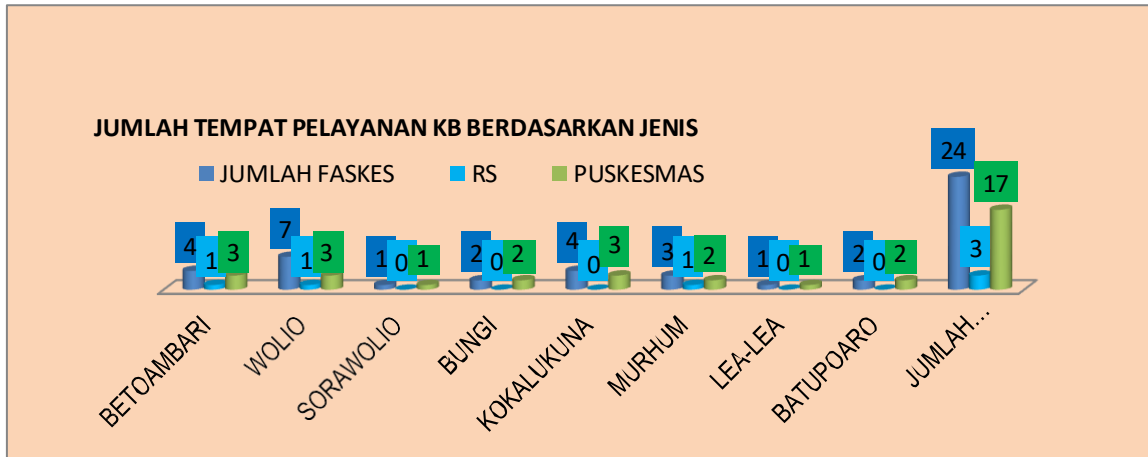 JUMLAH TEMPAT PELAYANAN KB BERDASARKAN JENIS
JUMLAH FASKES RS PUSKESMAS
4 1 3 7 1 3 1 0 1 2 0 2 4 0 3 3 1 2 1 0 1 2 0 2 24 3 17
BETOAMBARI
WOLIO
SORAWOLIO
BUNGI
KOKALUKUNA
MURHUM
LEA-LEA
BATUPOARO
JUMLAH...